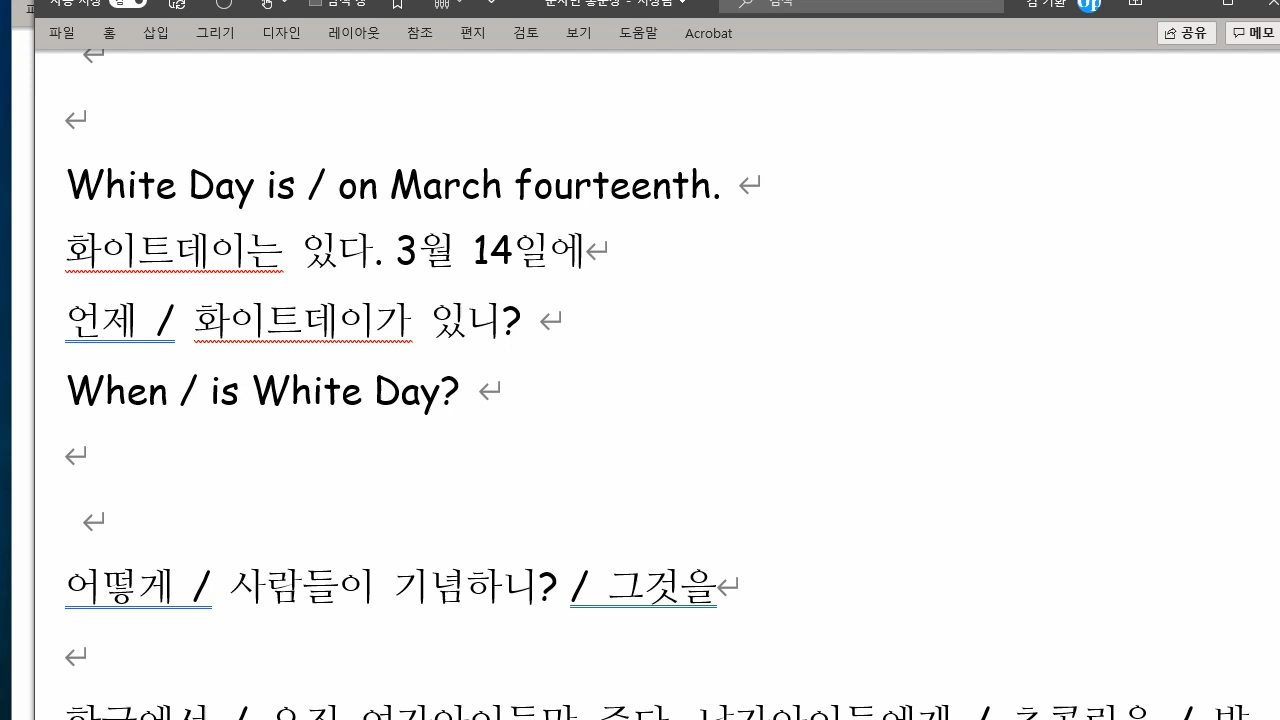 파일 홈 삽입 그리기 디자인 레이아웃 참조 편지 검토 보기 도움말 Acrobat 공유 메모
White Day is / on March fourteenth.
화이트데이는 있다. 3월 14일에
언제 / 화이트데이가 있니?
When / is White Day?
어떻게 / 사람들이 기념하니? / 그것을